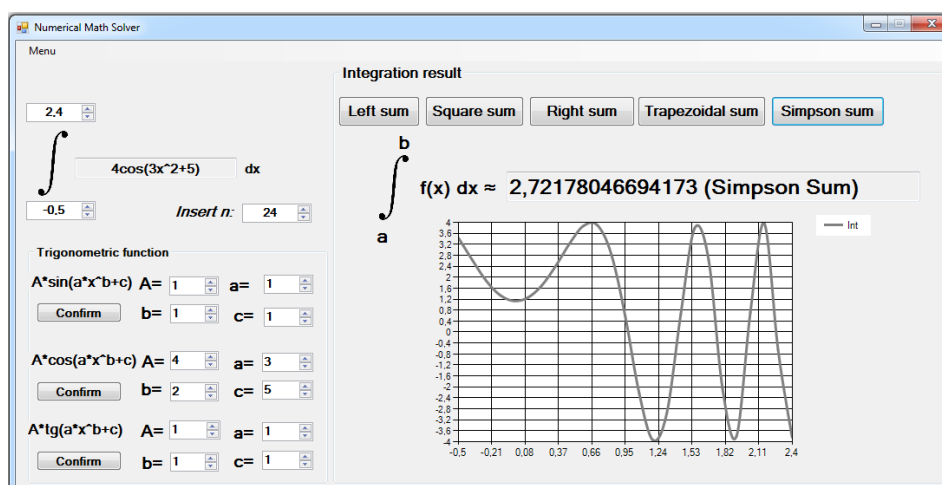 Numerical Math Solver
Menu
Integration result
2,4
Left sum Square sum Right sum Trapezoidal sum Simpson sum
b
∫ 4cos(3x^2+5) dx
∫ f(x) dx ≈ 2,72178046694173 (Simpson Sum)
-0,5 Insert n: 24
a
Int
4
3,6
3,2
2,8
2,4
2
1,6
1,2
0,8
0,4
0
-0,4
-0,8
-1,2
-1,6
-2
-2,4
-2,8
-3,2
-3,6
-4
-0,5 -0,21 0,08 0,37 0,66 0,95 1,24 1,53 1,82 2,11 2,4
Trigonometric function
A*sin(a*x^b+c) A= 1 a= 1
Confirm b= 1 c= 1
A*cos(a*x^b+c) A= 4 a= 3
Confirm b= 2 c= 5
A*tg(a*x^b+c) A= 1 a= 1
Confirm b= 1 c= 1